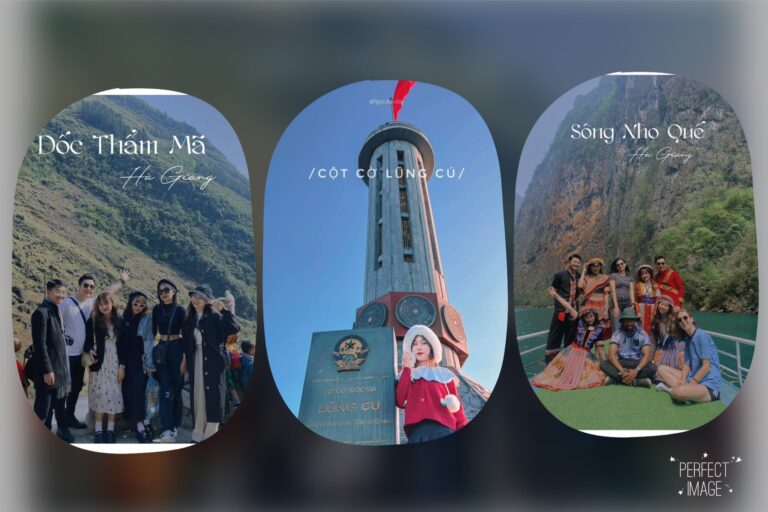 Dốc Thẩm Mã
Hà Giang
/CỘT CỜ LŨNG CÚ/
LŨNG CÚ
Sông Nho Quế
Hà Giang
PERFECT
IMAGE